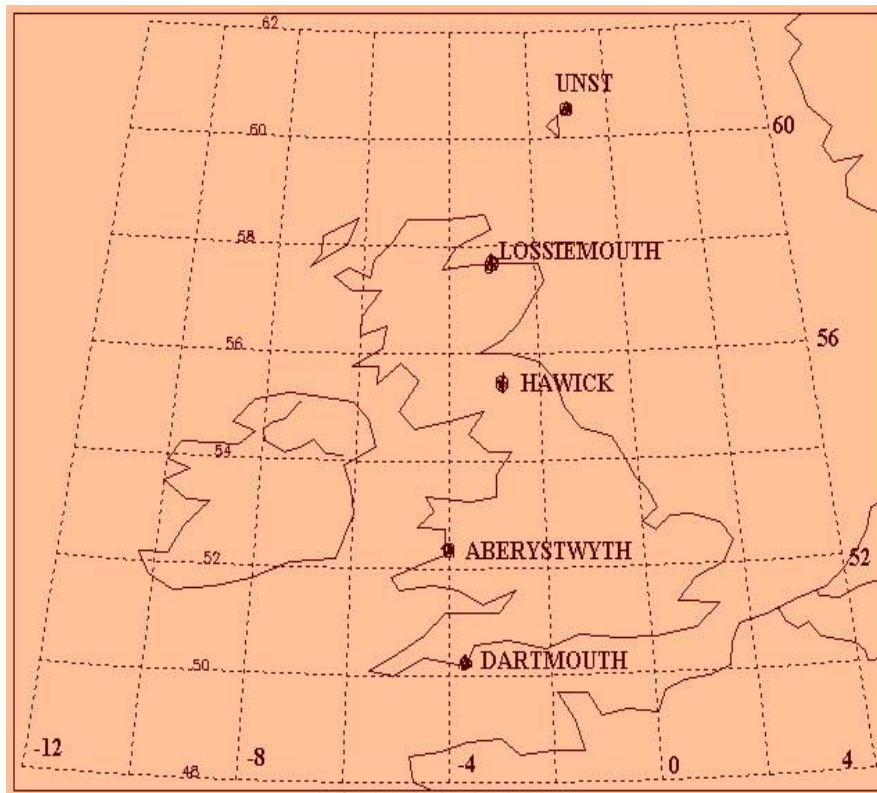 62
UNST
60 60
58
LOSSIEMOUTH
56 56
HAWICK
54
ABERYSTWYTH
52 52
DARTMOUTH
50
-12 -8 -4 0 4
48